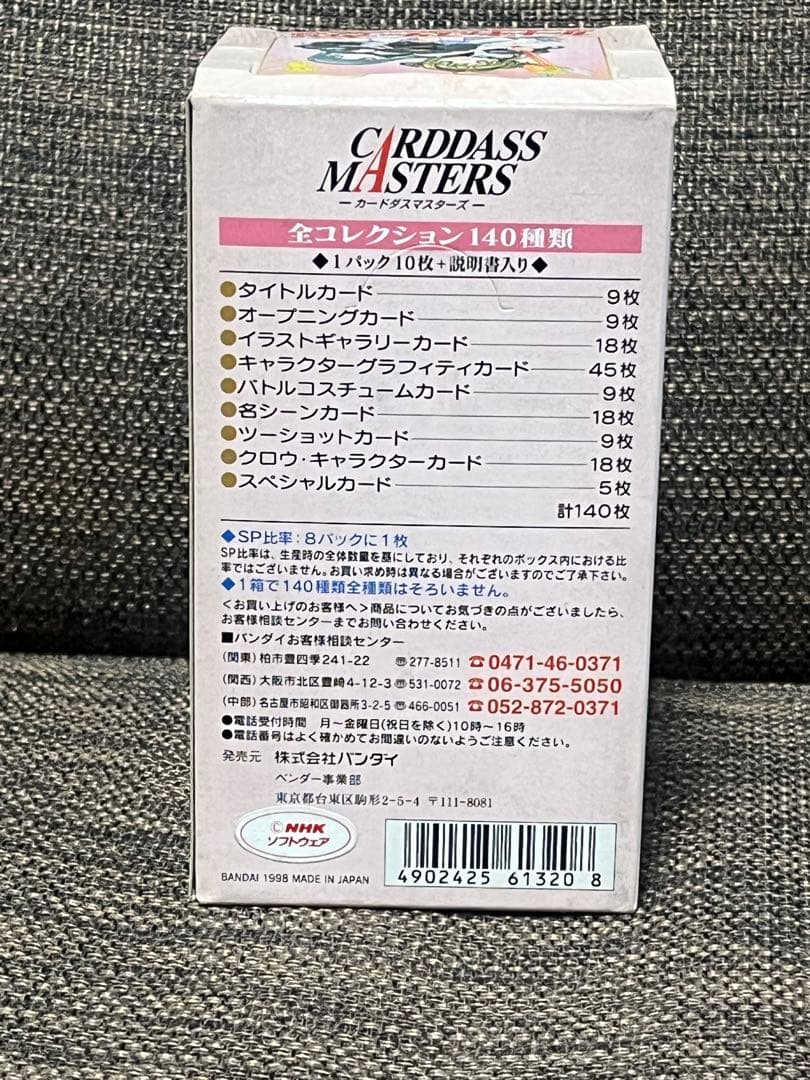 CARDDASS
MASTERS
ーカードダスマスターズー
全コレクション140種類
◆1パック10枚+説明書入り◆
●タイトルカード 9枚
●オープニングカード 9枚
●イラストギャラリーカード 18枚
●キャラクターグラフィティカード 45枚
●バトルコスチュームカード 9枚
●名シーンカード 18枚
●ツーショットカード 9枚
●クロウ・キャラクターカード 18枚
●スペシャルカード 5枚
計140枚
◆SP比率:8パックに1枚
SP比率は、生産時の全体数量を基にしており、それぞれのボックス内における比
率ではございません。お買い求め時は異なる場合がございますのでご了承下さい。
◆1箱で140種類全種類はそろいません。
<お買い上げのお客様へ>商品についてお気づきの点がございましたら、
お客様相談センターまでお問い合わせください。
■バンダイお客様相談センター
(関東)柏市豊四季241-22 〠277-8511 ☎0471-46-0371
(関西)大阪市北区豊崎4-12-3 〠531-0072 ☎06-375-5050
(中部)名古屋市昭和区御器所3-2-5 〠466-0051 ☎052-872-0371
●電話受付時間 月〜金曜日(祝日を除く)10時〜16時
●電話番号はよく確かめてお間違いのないようご注意ください。
発売元 株式会社バンダイ
ベンダー事業部
東京都台東区駒形2-5-4 〒111-8081
©NHK
ソフトウェア
BANDAI 1998 MADE IN JAPAN
4902425 61320 8